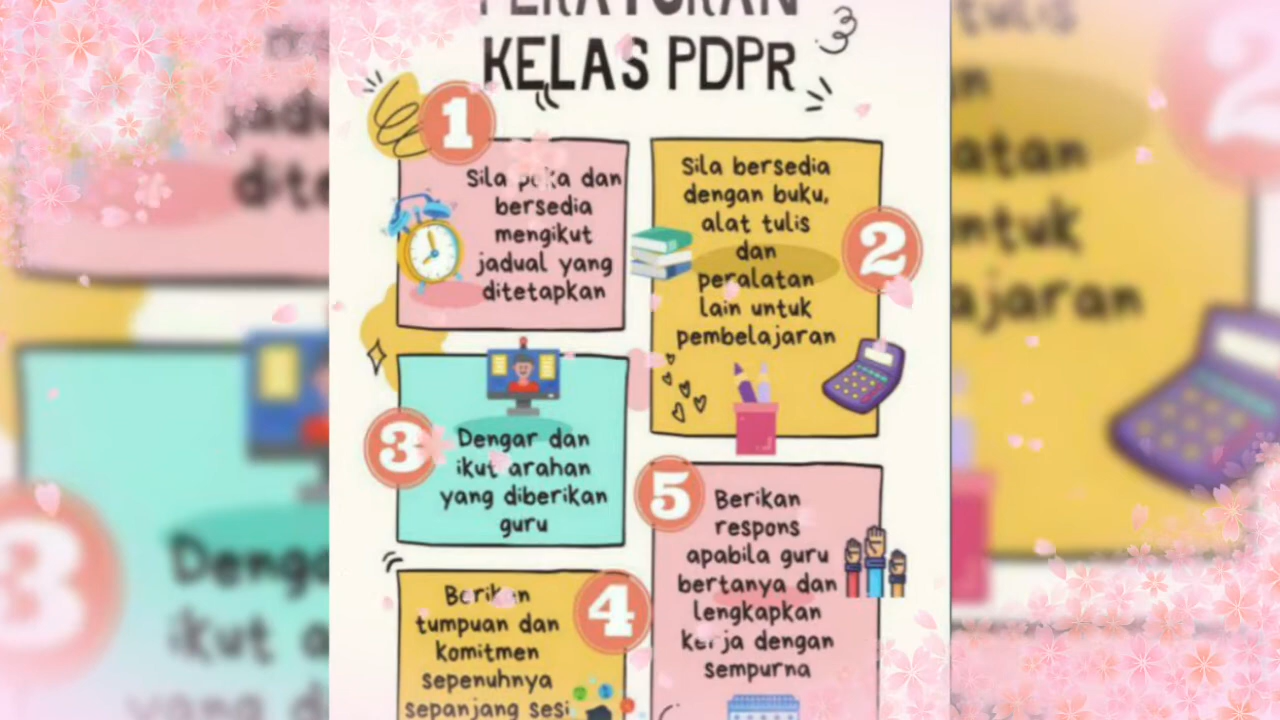 PERATURAN
KELAS PDPR
1
Sila peka dan
bersedia
mengikut
jadual yang
ditetapkan
2
Sila bersedia
dengan buku,
alat tulis
dan
peralatan
lain untuk
pembelajaran
3
Dengar dan
ikut arahan
yang diberikan
guru
4
Berikan
tumpuan dan
komitmen
sepenuhnya
sepanjang sesi
5
Berikan
respons
apabila guru
bertanya dan
lengkapkan
kerja dengan
sempurna